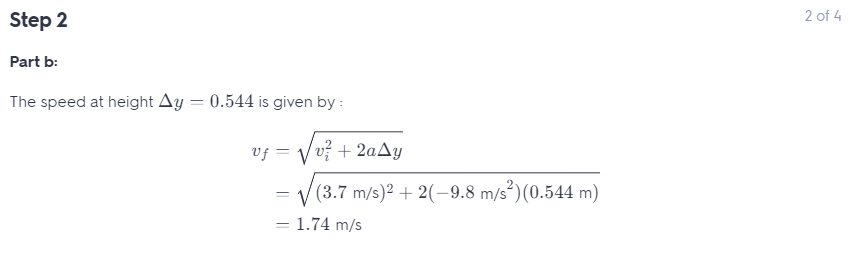 Step 2
2 of 4
Part b:
The speed at height Δy = 0.544 is given by :
v_f = √(v_i² + 2aΔy)
= √((3.7 m/s)² + 2(−9.8 m/s²)(0.544 m))
= 1.74 m/s